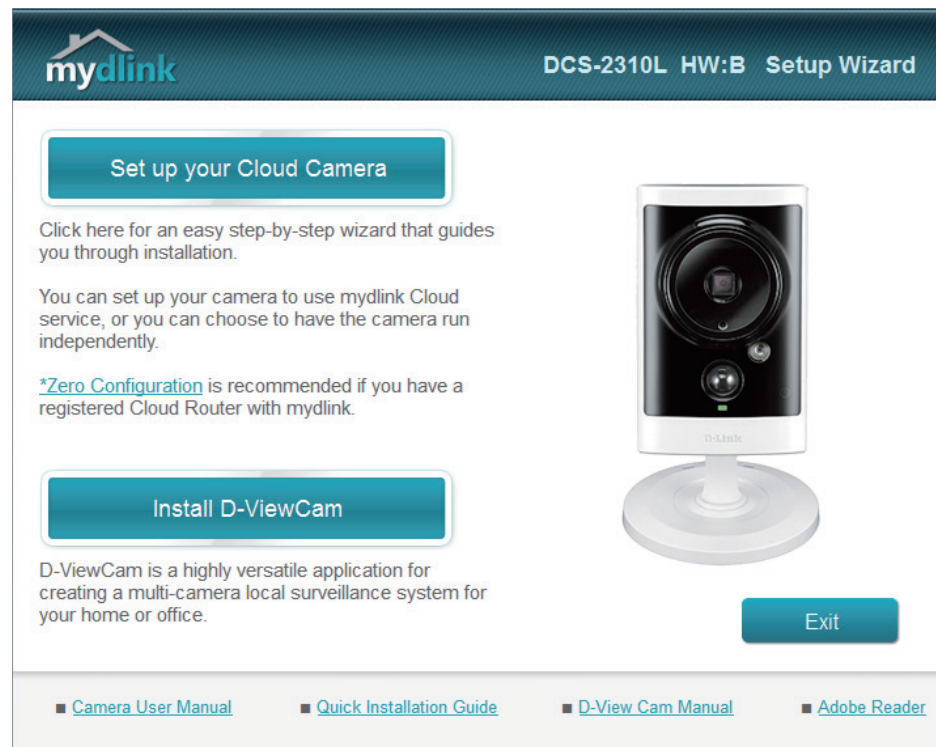 mydlink
DCS-2310L HW:B Setup Wizard
Set up your Cloud Camera
Click here for an easy step-by-step wizard that guides
you through installation.
You can set up your camera to use mydlink Cloud
service, or you can choose to have the camera run
independently.
*Zero Configuration is recommended if you have a
registered Cloud Router with mydlink.
D-Link
Install D-ViewCam
D-ViewCam is a highly versatile application for
creating a multi-camera local surveillance system for
your home or office.
Exit
Camera User Manual
Quick Installation Guide
D-View Cam Manual
Adobe Reader